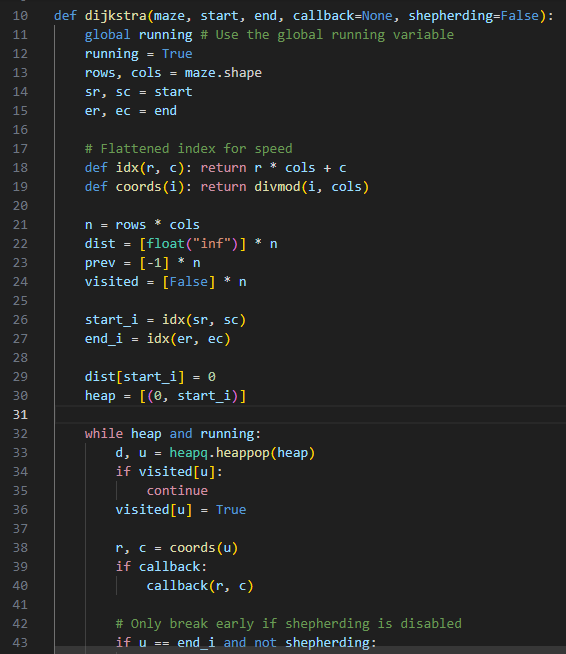 10 def dijkstra(maze, start, end, callback=None, shepherding=False):
11     global running # Use the global running variable
12     running = True
13     rows, cols = maze.shape
14     sr, sc = start
15     er, ec = end
16
17     # Flattened index for speed
18     def idx(r, c): return r * cols + c
19     def coords(i): return divmod(i, cols)
20
21     n = rows * cols
22     dist = [float("inf")] * n
23     prev = [-1] * n
24     visited = [False] * n
25
26     start_i = idx(sr, sc)
27     end_i = idx(er, ec)
28
29     dist[start_i] = 0
30     heap = [(0, start_i)]
31
32     while heap and running:
33         d, u = heapq.heappop(heap)
34         if visited[u]:
35             continue
36         visited[u] = True
37
38         r, c = coords(u)
39         if callback:
40             callback(r, c)
41
42         # Only break early if shepherding is disabled
43         if u == end_i and not shepherding: